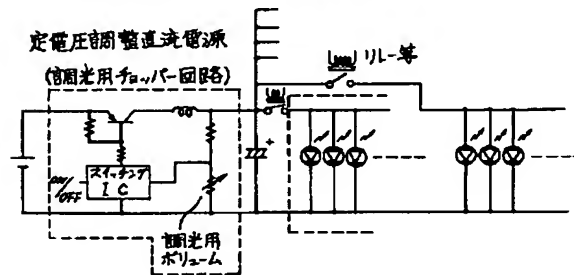 定電圧調整直流電源
(調光用チョッパー回路)
リレー等
+
スイッチング
IC
ON/OFF
調光用
ボリューム